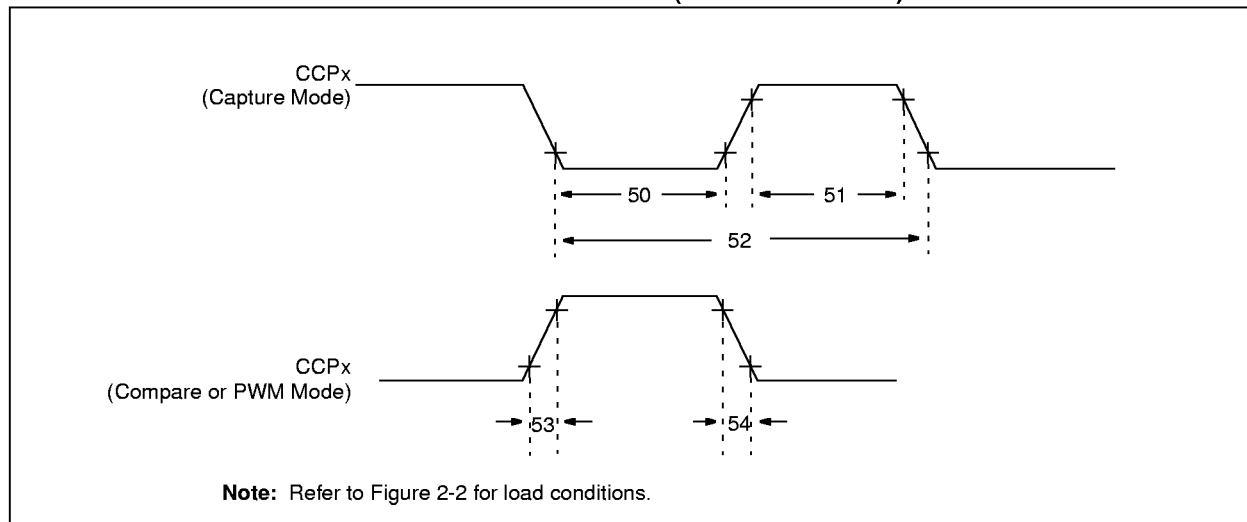 CCPx
(Capture Mode)
50
51
52
CCPx
(Compare or PWM Mode)
53
54
Note: Refer to Figure 2-2 for load conditions.